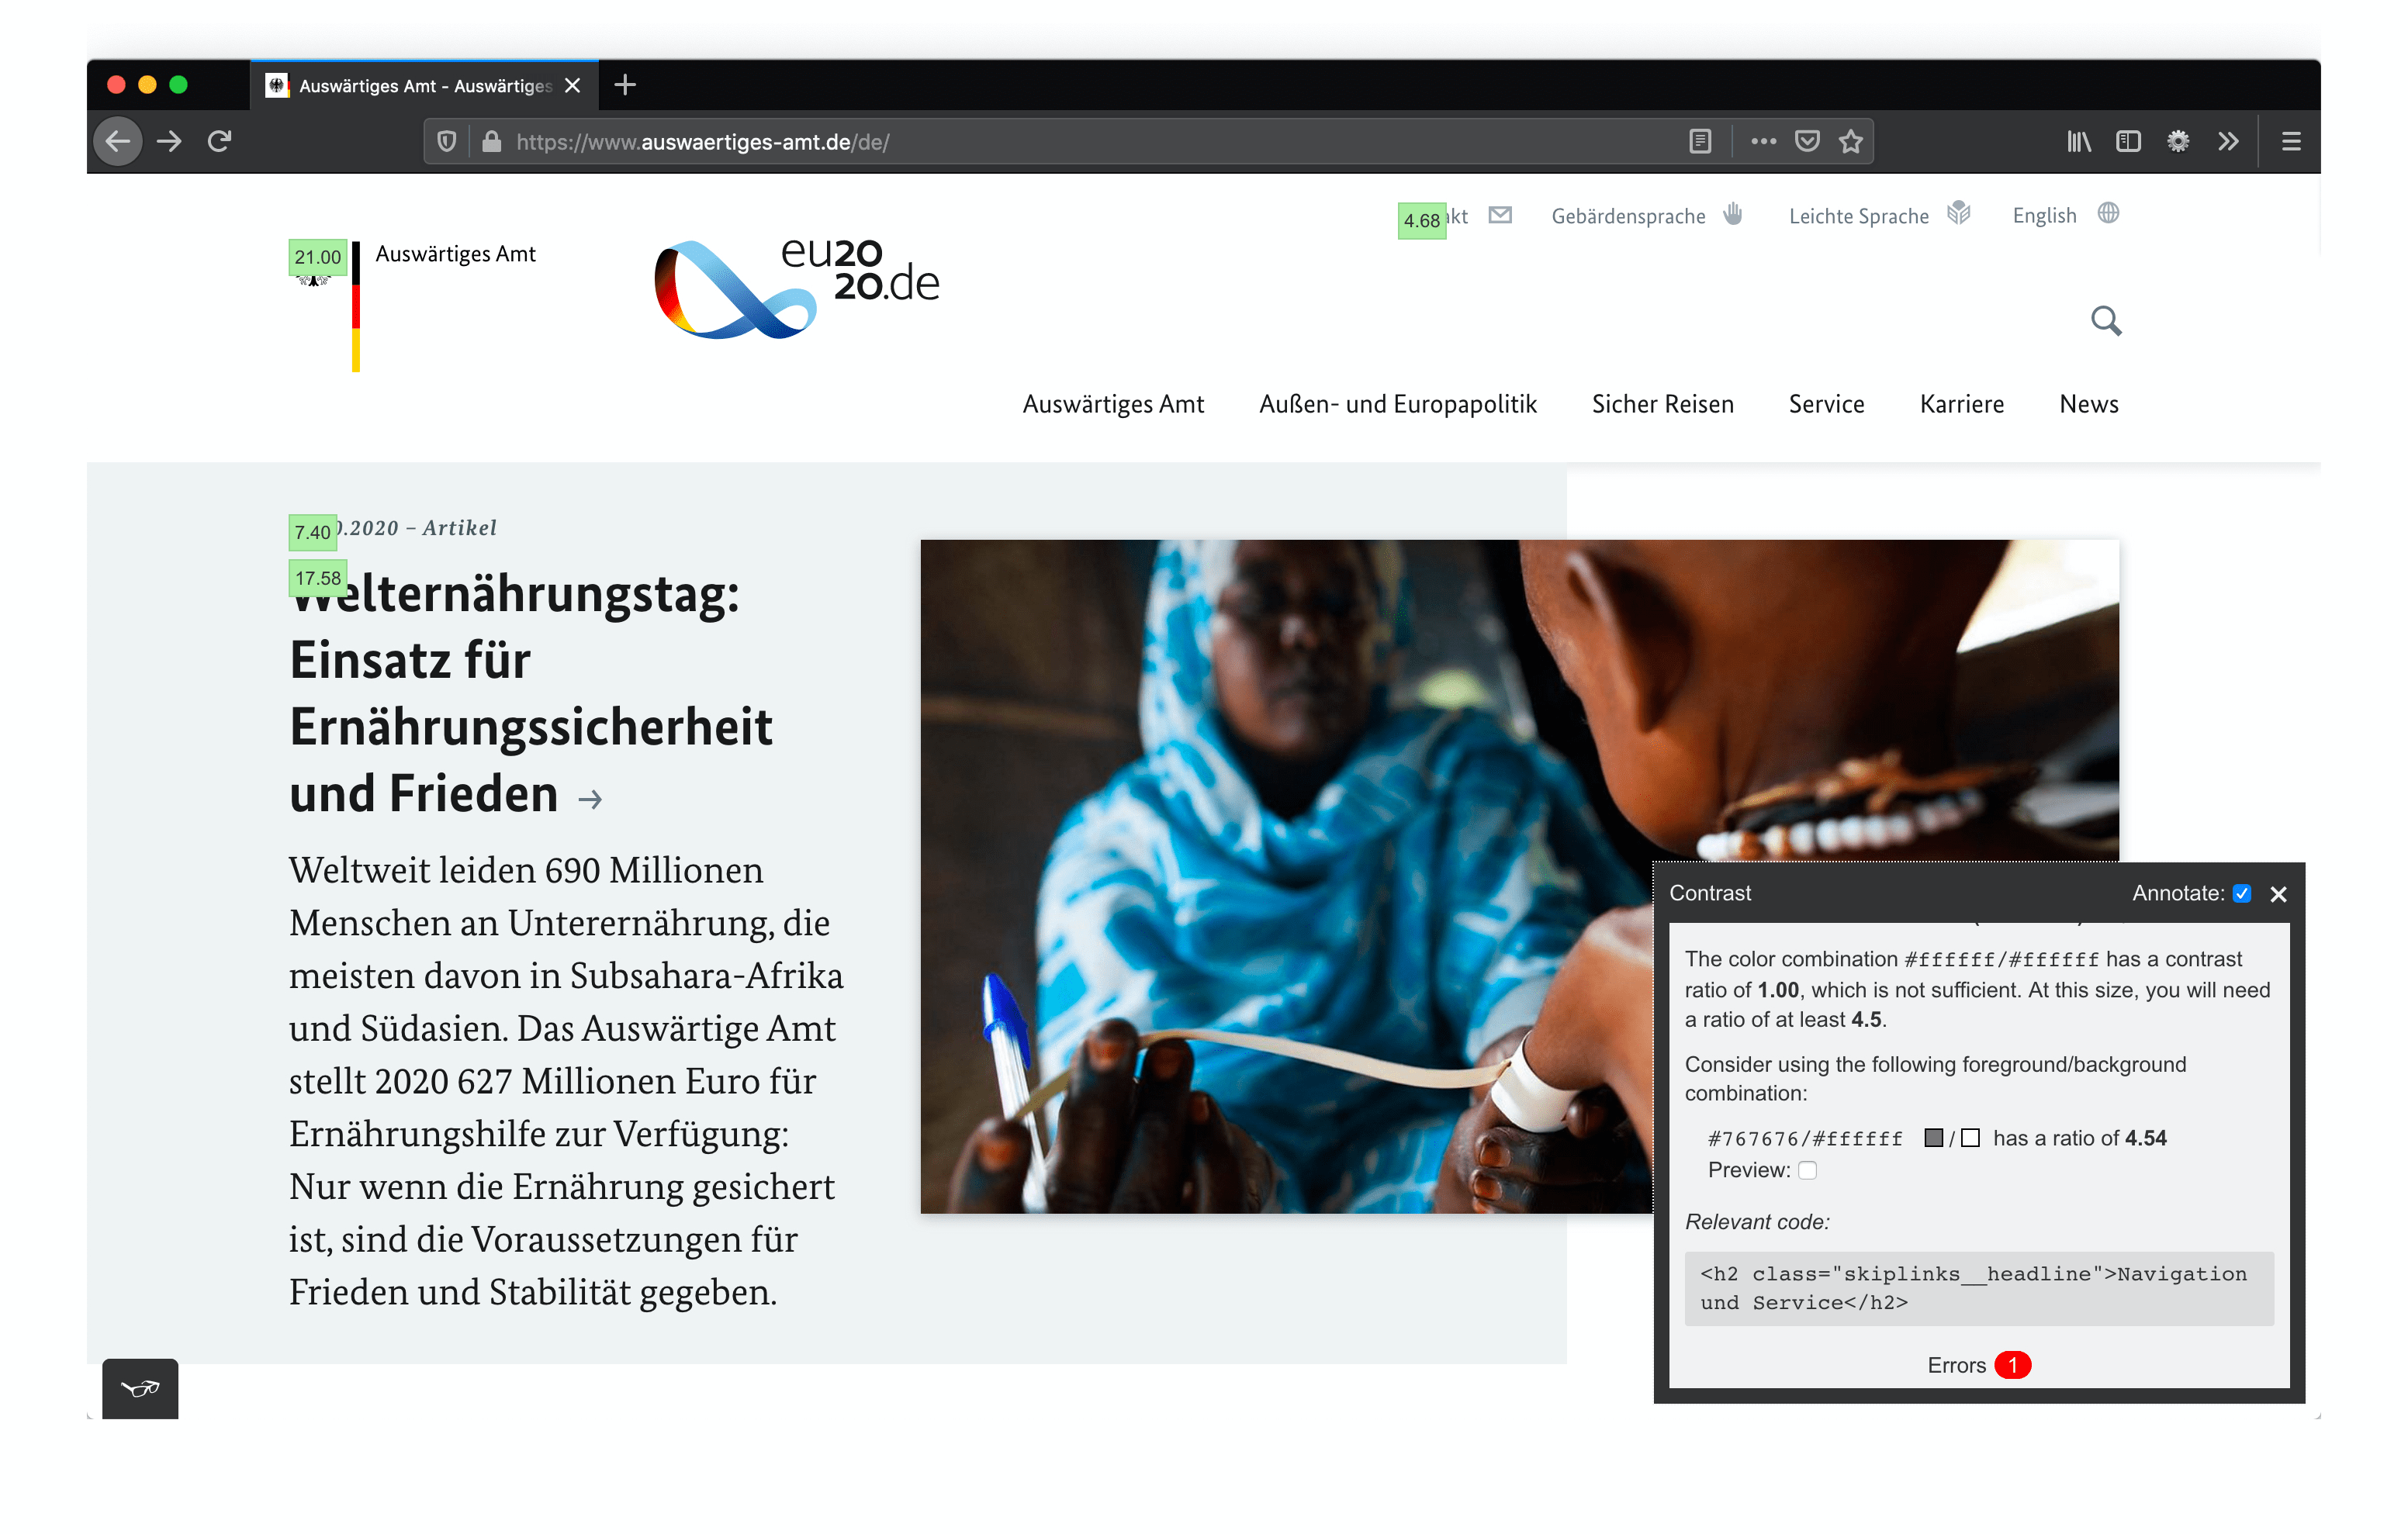 Auswärtiges Amt - Auswärtiges
https://www.auswaertiges-amt.de/de/
4.68 kt
Gebärdensprache
Leichte Sprache
English
21.00
Auswärtiges Amt
eu20
20.de
Auswärtiges Amt
Außen- und Europapolitik
Sicher Reisen
Service
Karriere
News
7.40 .2020 – Artikel
17.58
Welternährungstag:
Einsatz für
Ernährungssicherheit
und Frieden →
Weltweit leiden 690 Millionen
Menschen an Unterernährung, die
meisten davon in Subsahara-Afrika
und Südasien. Das Auswärtige Amt
stellt 2020 627 Millionen Euro für
Ernährungshilfe zur Verfügung:
Nur wenn die Ernährung gesichert
ist, sind die Voraussetzungen für
Frieden und Stabilität gegeben.
Contrast
Annotate:
The color combination #ffffff/#ffffff has a contrast
ratio of 1.00, which is not sufficient. At this size, you will need
a ratio of at least 4.5.
Consider using the following foreground/background
combination:
#767676/#ffffff / has a ratio of 4.54
Preview:
Relevant code:
<h2 class="skiplinks__headline">Navigation
und Service</h2>
Errors 1